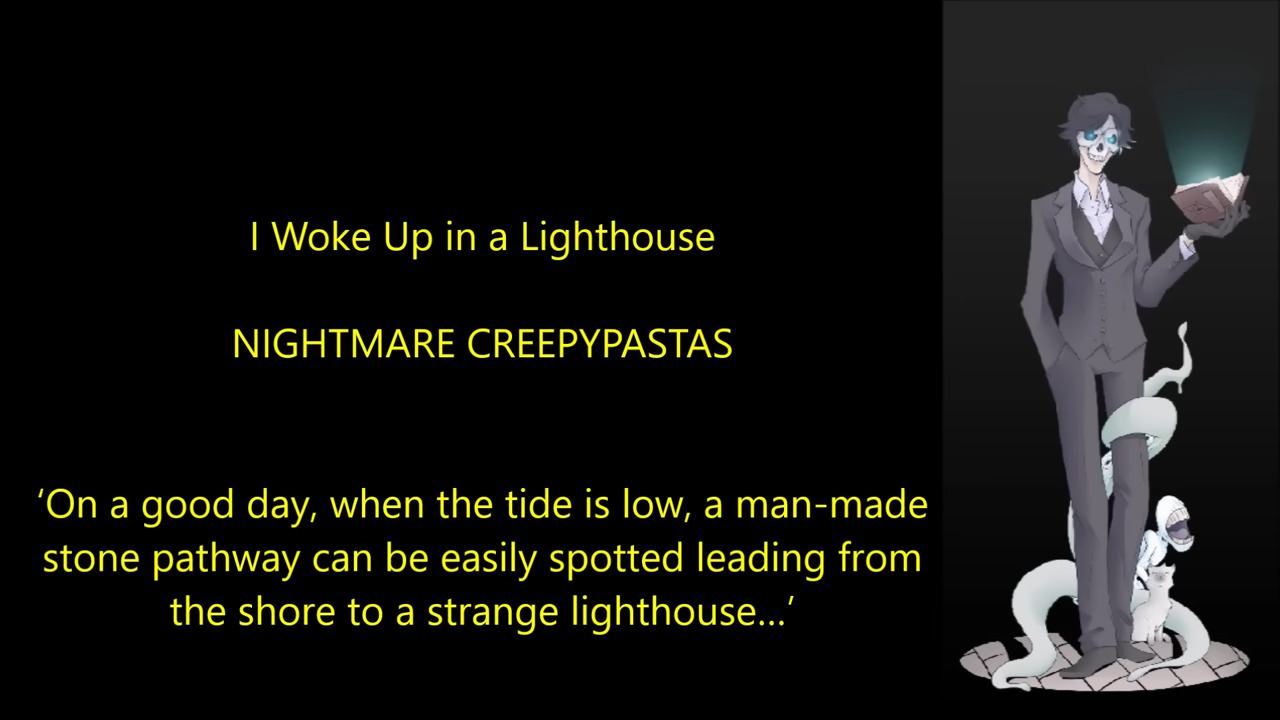 I Woke Up in a Lighthouse
NIGHTMARE CREEPYPASTAS
‘On a good day, when the tide is low, a man-made
stone pathway can be easily spotted leading from
the shore to a strange lighthouse…’